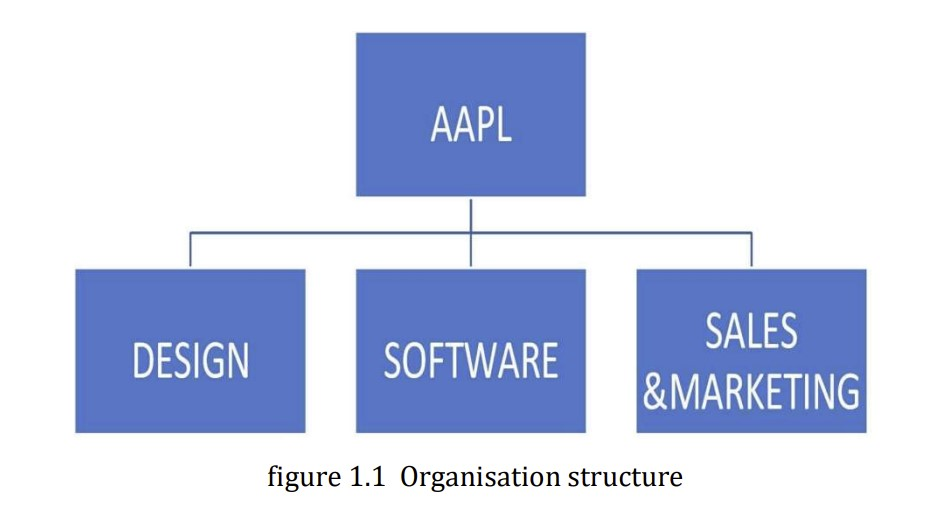 AAPL
DESIGN
SOFTWARE
SALES
&MARKETING
figure 1.1 Organisation structure